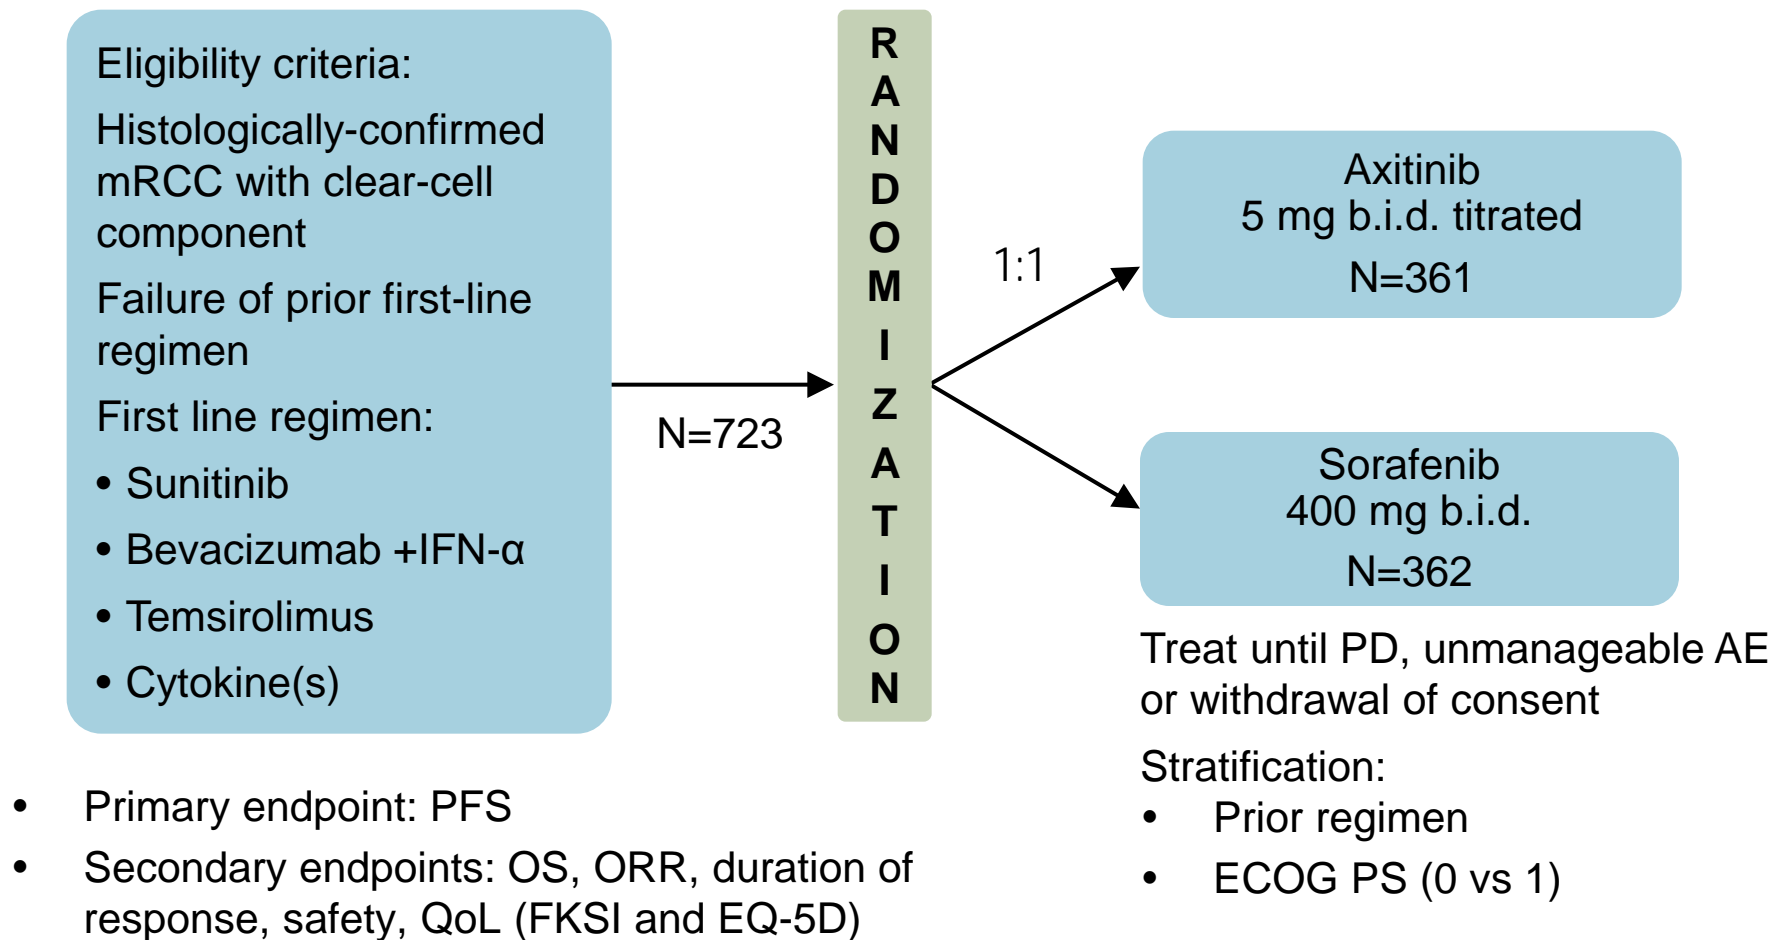 Eligibility criteria:
Histologically-confirmed
mRCC with clear-cell
component
Failure of prior first-line
regimen
First line regimen:
• Sunitinib
• Bevacizumab +IFN-α
• Temsirolimus
• Cytokine(s)
N=723
R
A
N
D
O
M
I
Z
A
T
I
O
N
1:1
Axitinib
5 mg b.i.d. titrated
N=361
Sorafenib
400 mg b.i.d.
N=362
Treat until PD, unmanageable AE
or withdrawal of consent
Stratification:
• Prior regimen
• ECOG PS (0 vs 1)
• Primary endpoint: PFS
• Secondary endpoints: OS, ORR, duration of
response, safety, QoL (FKSI and EQ-5D)